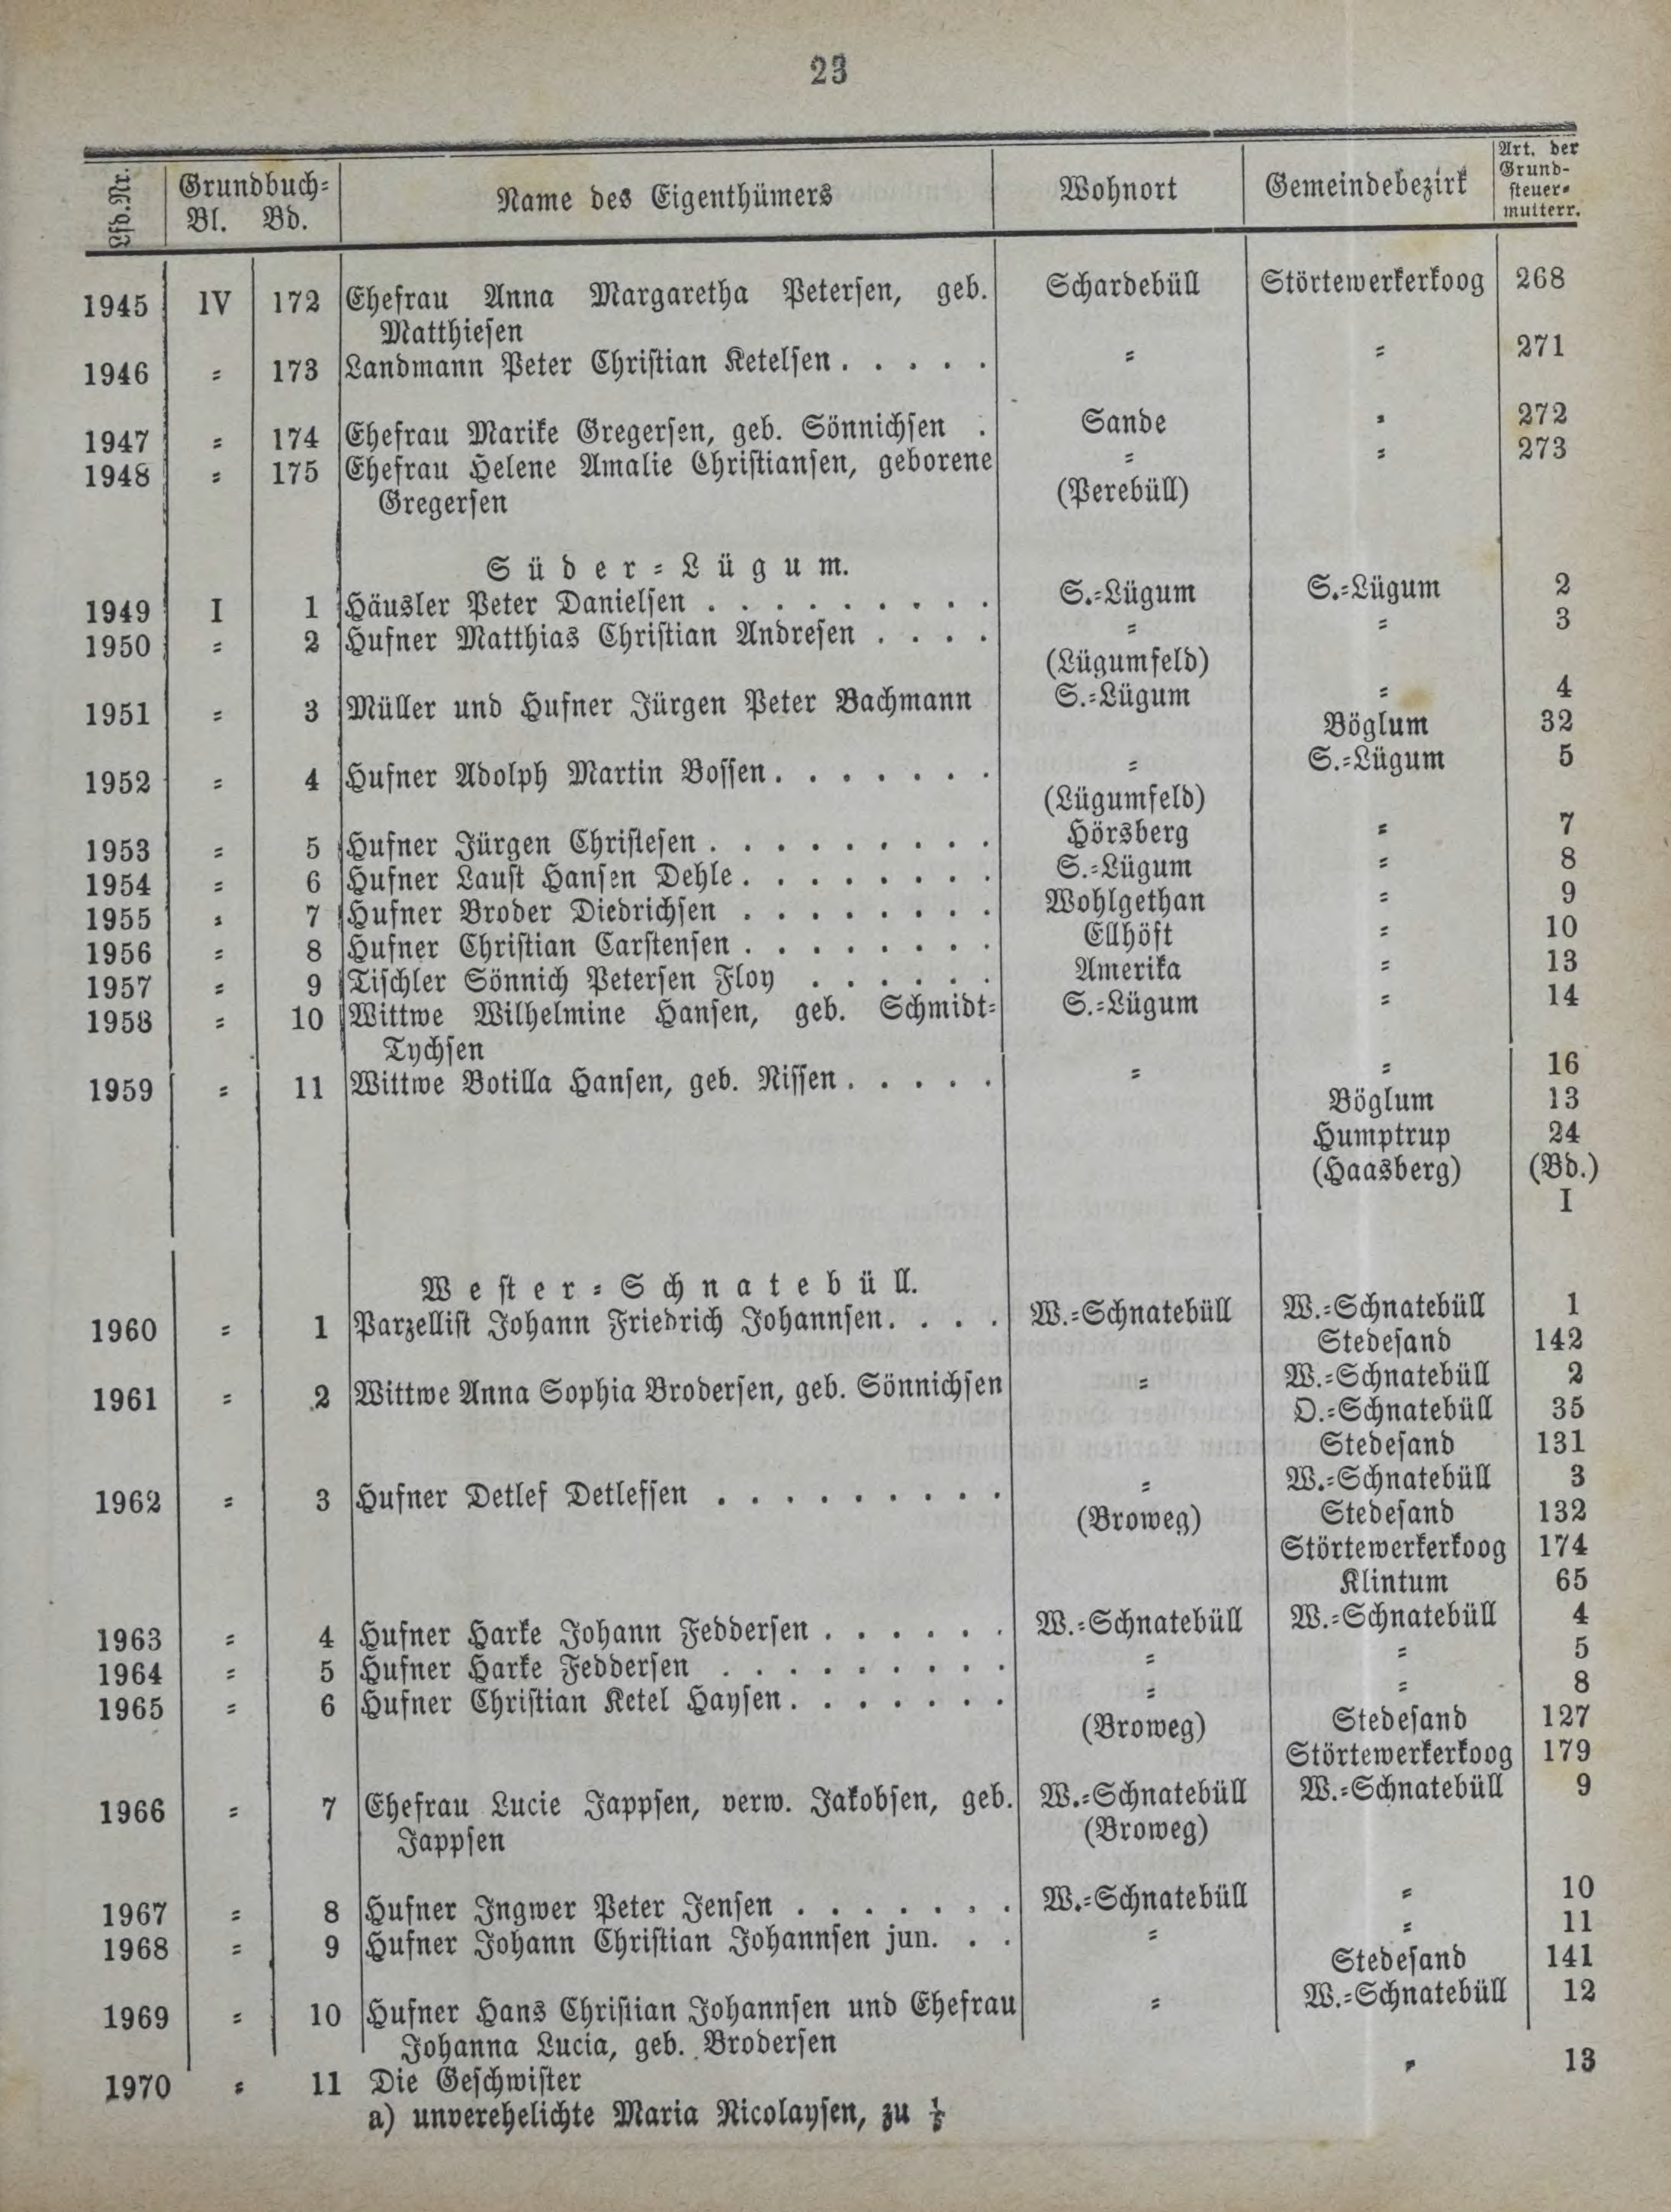 23
Lfd. Nr. Grundbuch= Bl. Bd. Name des Eigenthümers Wohnort Gemeindebezirk Art. der Grund- steuer= mutterr.
1945 IV 172 Ehefrau Anna Margaretha Petersen, geb. Schardebüll Störtewerkerkoog 268
Matthiesen
1946 = 173 Landmann Peter Christian Ketelsen . . . . . = = 271
1947 = 174 Ehefrau Marike Gregersen, geb. Sönnichsen . Sande = 272
1948 = 175 Ehefrau Helene Amalie Christiansen, geborene = = 273
Gregersen (Perebüll)
Süder=Lügum.
1949 I 1 Häusler Peter Danielsen . . . . . . . . . S.=Lügum S.=Lügum 2
1950 = 2 Hufner Matthias Christian Andresen . . . . = = 3
(Lügumfeld)
1951 = 3 Müller und Hufner Jürgen Peter Bachmann S.=Lügum = 4
Böglum 32
1952 = 4 Hufner Adolph Martin Bossen . . . . . . . = S.=Lügum 5
(Lügumfeld)
1953 = 5 Hufner Jürgen Christesen . . . . . . . . . Hörsberg = 7
1954 = 6 Hufner Laust Hansen Dehle . . . . . . . . S.=Lügum = 8
1955 = 7 Hufner Broder Diedrichsen . . . . . . . . Wohlgethan = 9
1956 = 8 Hufner Christian Carstensen . . . . . . . . Ellhöft = 10
1957 = 9 Tischler Sönnich Petersen Floy . . . . . . Amerika = 13
1958 = 10 Wittwe Wilhelmine Hansen, geb. Schmidt= S.=Lügum = 14
Tychsen
1959 = 11 Wittwe Botilla Hansen, geb. Nissen . . . . . = = 16
Böglum 13
Humptrup 24
(Haasberg) (Bd.)
I
Wester=Schnatebüll.
1960 = 1 Parzellist Johann Friedrich Johannsen . . . . W.=Schnatebüll W.=Schnatebüll 1
Stedesand 142
1961 = 2 Wittwe Anna Sophia Brodersen, geb. Sönnichsen = W.=Schnatebüll 2
O.=Schnatebüll 35
Stedesand 131
1962 = 3 Hufner Detlef Detlefsen . . . . . . . . . = W.=Schnatebüll 3
(Broweg) Stedesand 132
Störtewerkerkoog 174
Klintum 65
1963 = 4 Hufner Harke Johann Feddersen . . . . . . W.=Schnatebüll W.=Schnatebüll 4
1964 = 5 Hufner Harke Feddersen . . . . . . . . . = = 5
1965 = 6 Hufner Christian Ketel Haysen . . . . . . . = = 8
(Broweg) Stedesand 127
Störtewerkerkoog 179
1966 = 7 Ehefrau Lucie Jappsen, verw. Jakobsen, geb. W.=Schnatebüll W.=Schnatebüll 9
Jappsen (Broweg)
1967 = 8 Hufner Ingwer Peter Jensen . . . . . . . W.=Schnatebüll = 10
1968 = 9 Hufner Johann Christian Johannsen jun. . . = = 11
Stedesand 141
1969 = 10 Hufner Hans Christian Johannsen und Ehefrau = W.=Schnatebüll 12
Johanna Lucia, geb. Brodersen
1970 = 11 Die Geschwister = 13
a) unverehelichte Maria Nicolaysen, zu